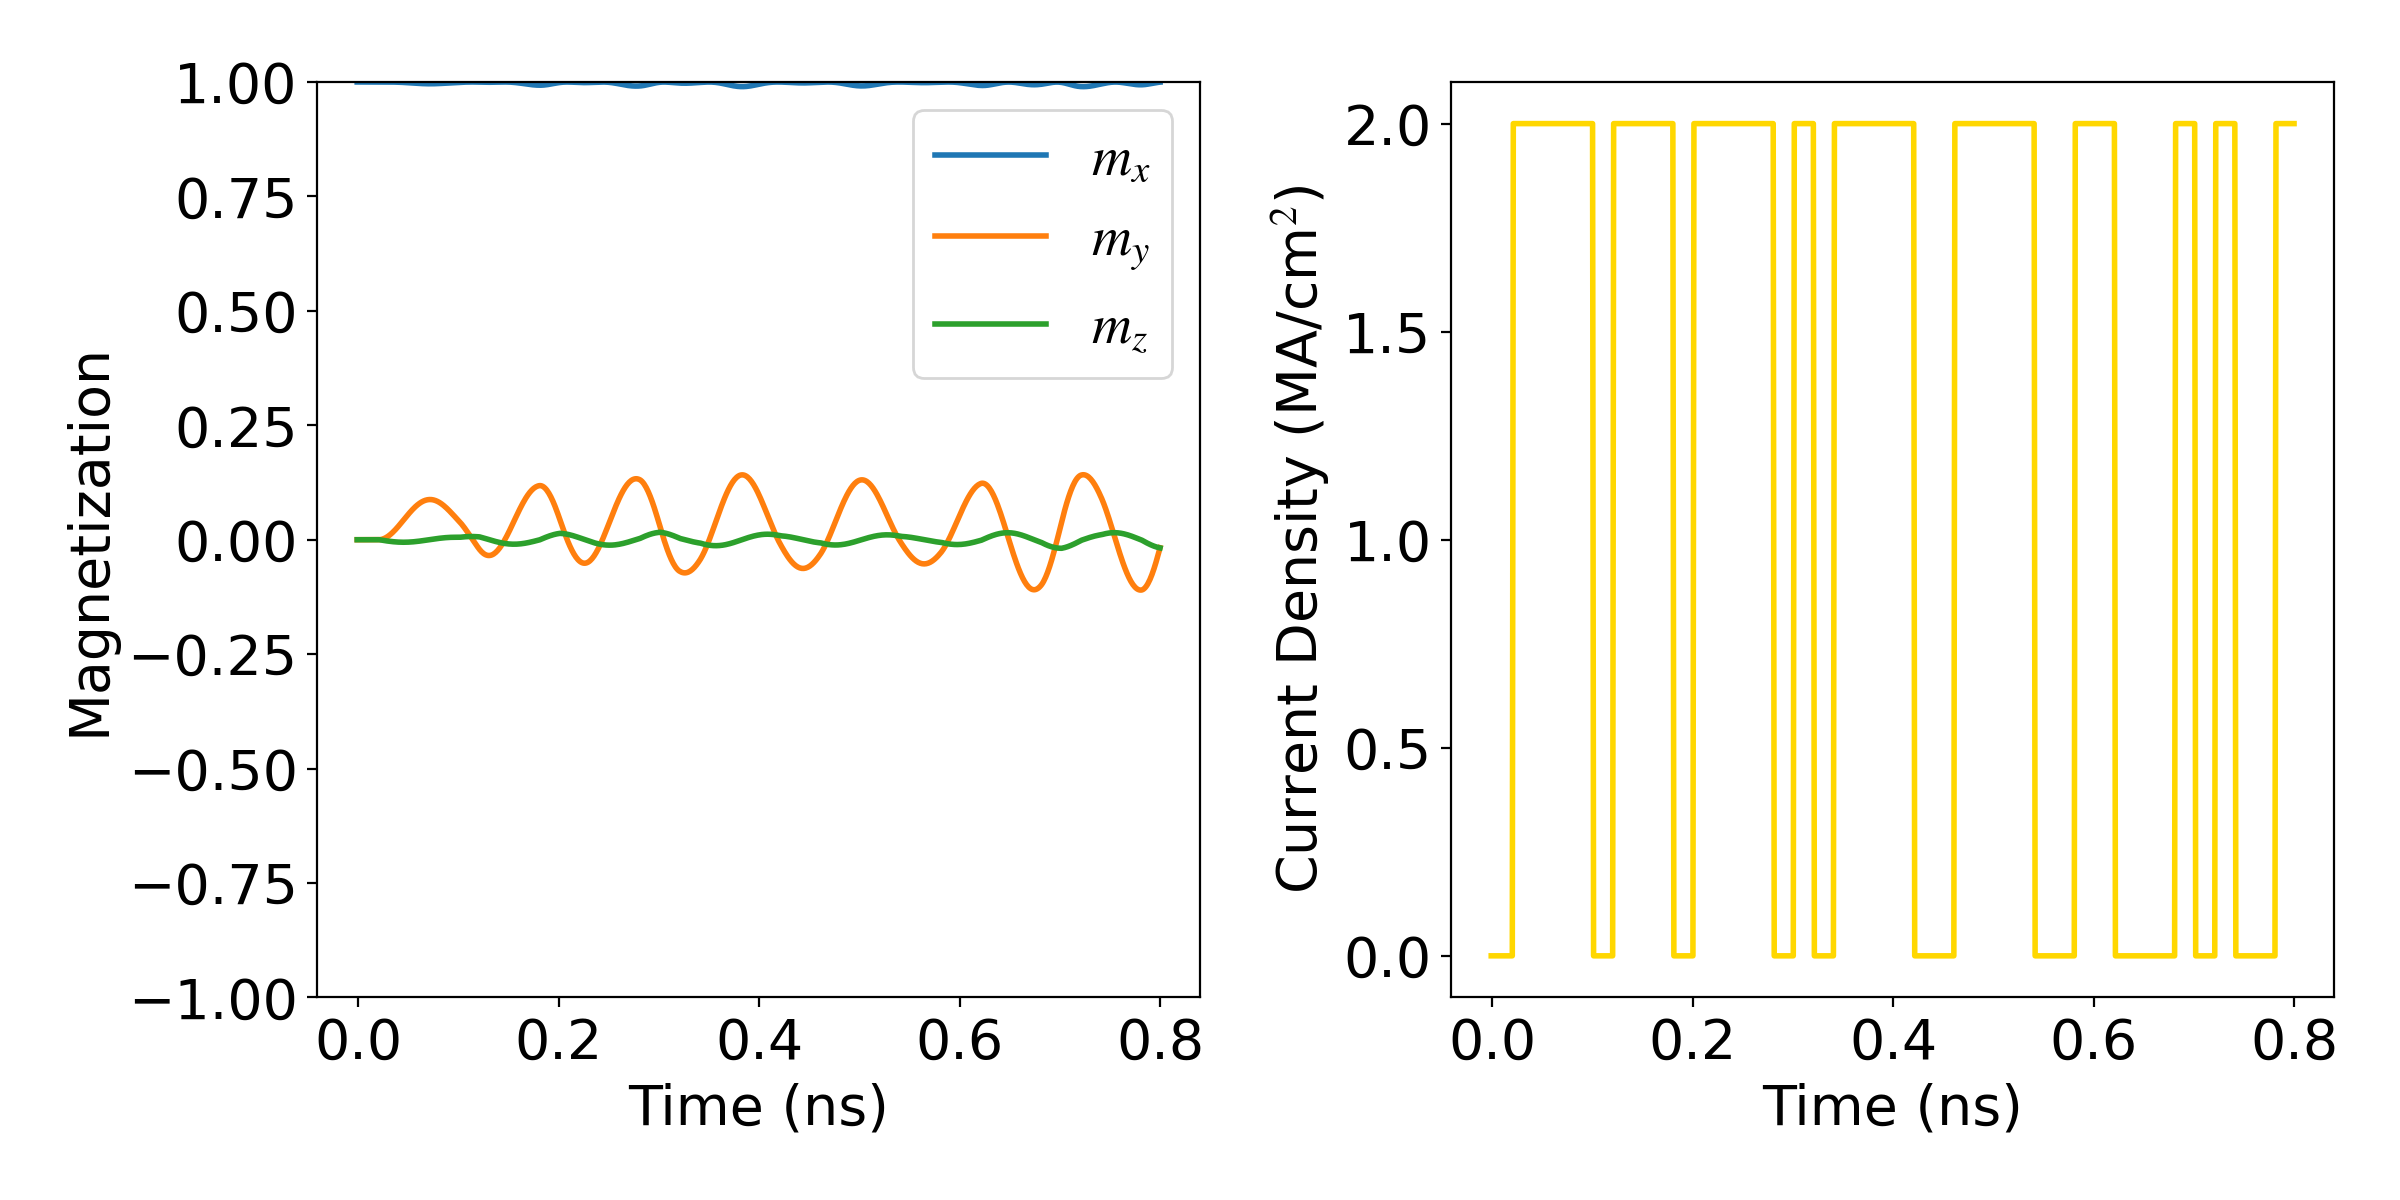 1.00
0.75
0.50
0.25
0.00
−0.25
−0.50
−0.75
−1.00
Magnetization
0.0 0.2 0.4 0.6 0.8
Time (ns)
m_x
m_y
m_z
2.0
1.5
1.0
0.5
0.0
Current Density (MA/cm²)
0.0 0.2 0.4 0.6 0.8
Time (ns)